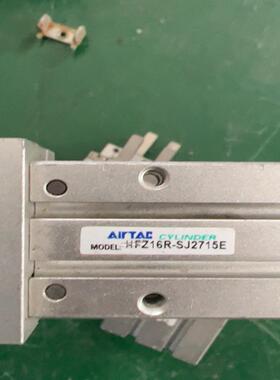 AIRTAC CYLINDER
MODEL: HFZ16R-SJ2715E